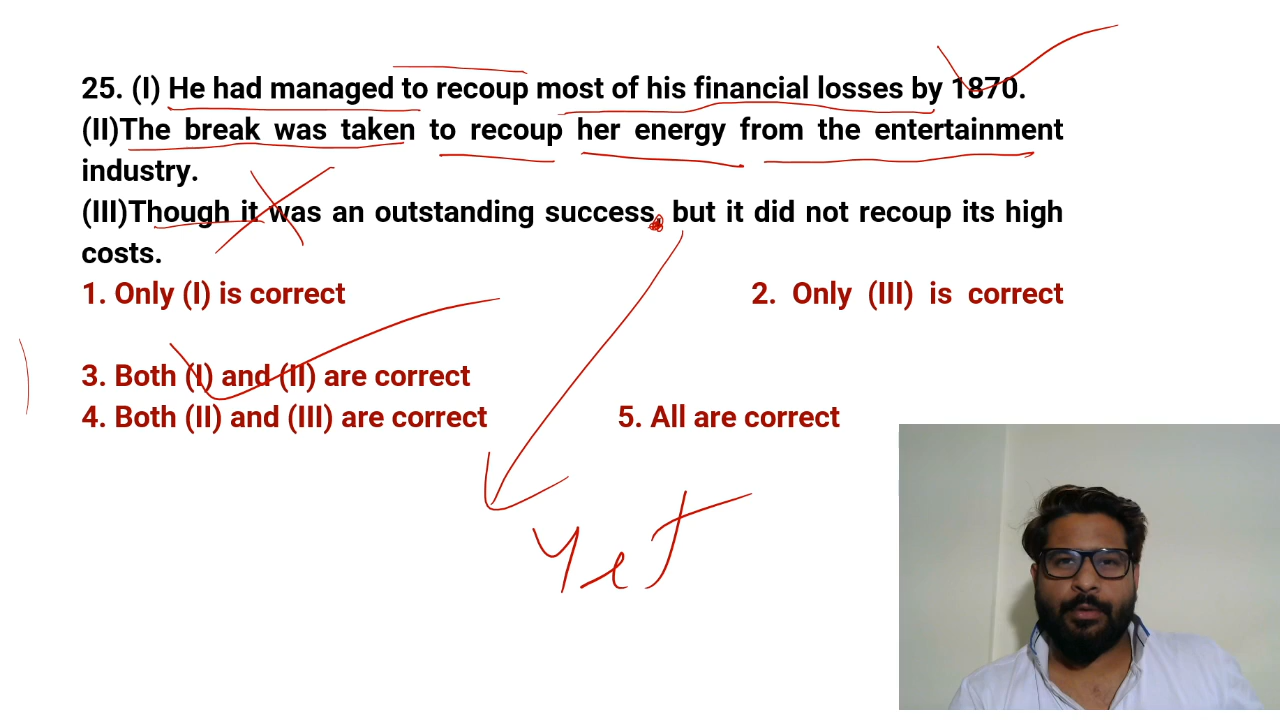 25. (I) He had managed to recoup most of his financial losses by 1870.
(II)The break was taken to recoup her energy from the entertainment
industry.
(III)Though it was an outstanding success, but it did not recoup its high
costs.
1. Only (I) is correct 2. Only (III) is correct
3. Both (I) and (II) are correct
4. Both (II) and (III) are correct 5. All are correct
Yet